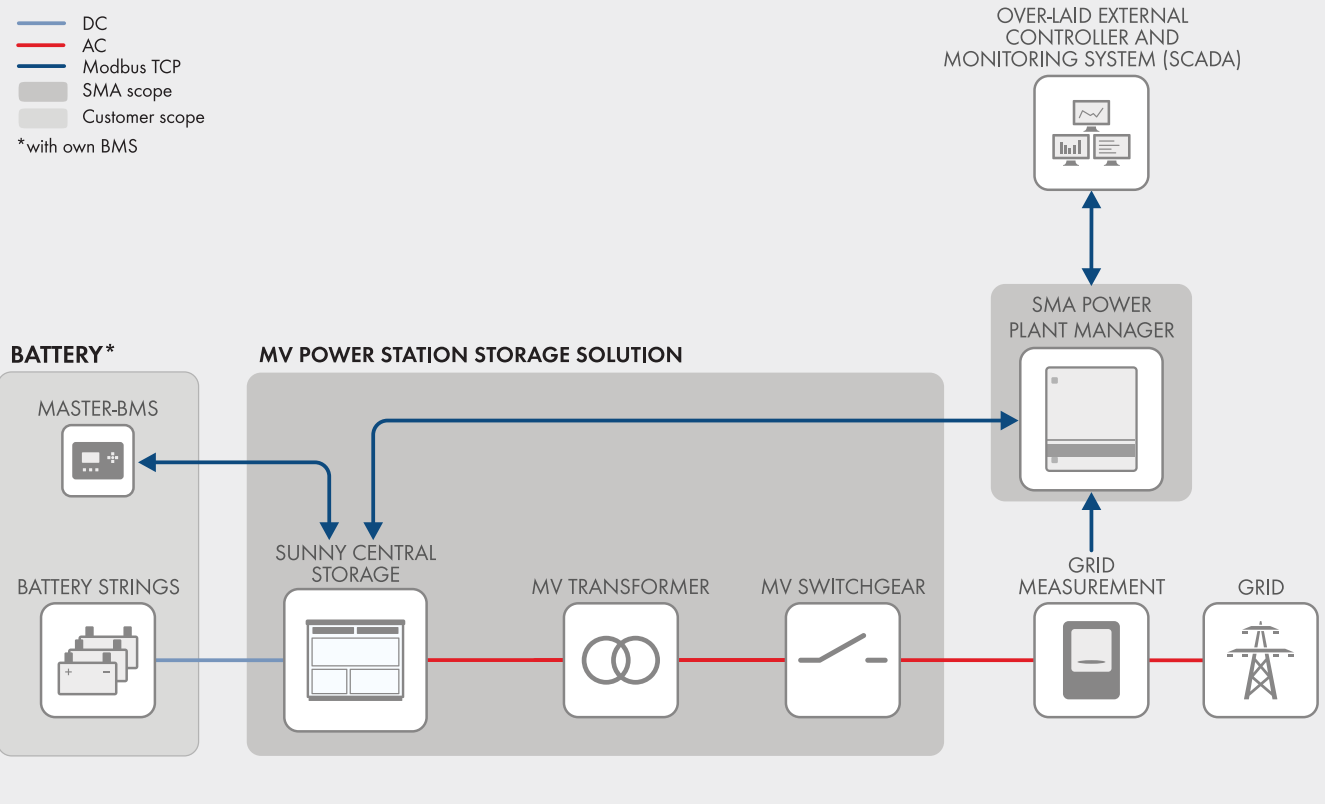 DC
AC
Modbus TCP
SMA scope
Customer scope
*with own BMS
OVER-LAID EXTERNAL
CONTROLLER AND
MONITORING SYSTEM (SCADA)
SMA POWER
PLANT MANAGER
BATTERY*
MV POWER STATION STORAGE SOLUTION
MASTER-BMS
SUNNY CENTRAL
STORAGE
BATTERY STRINGS
MV TRANSFORMER
MV SWITCHGEAR
GRID
MEASUREMENT
GRID
+ -